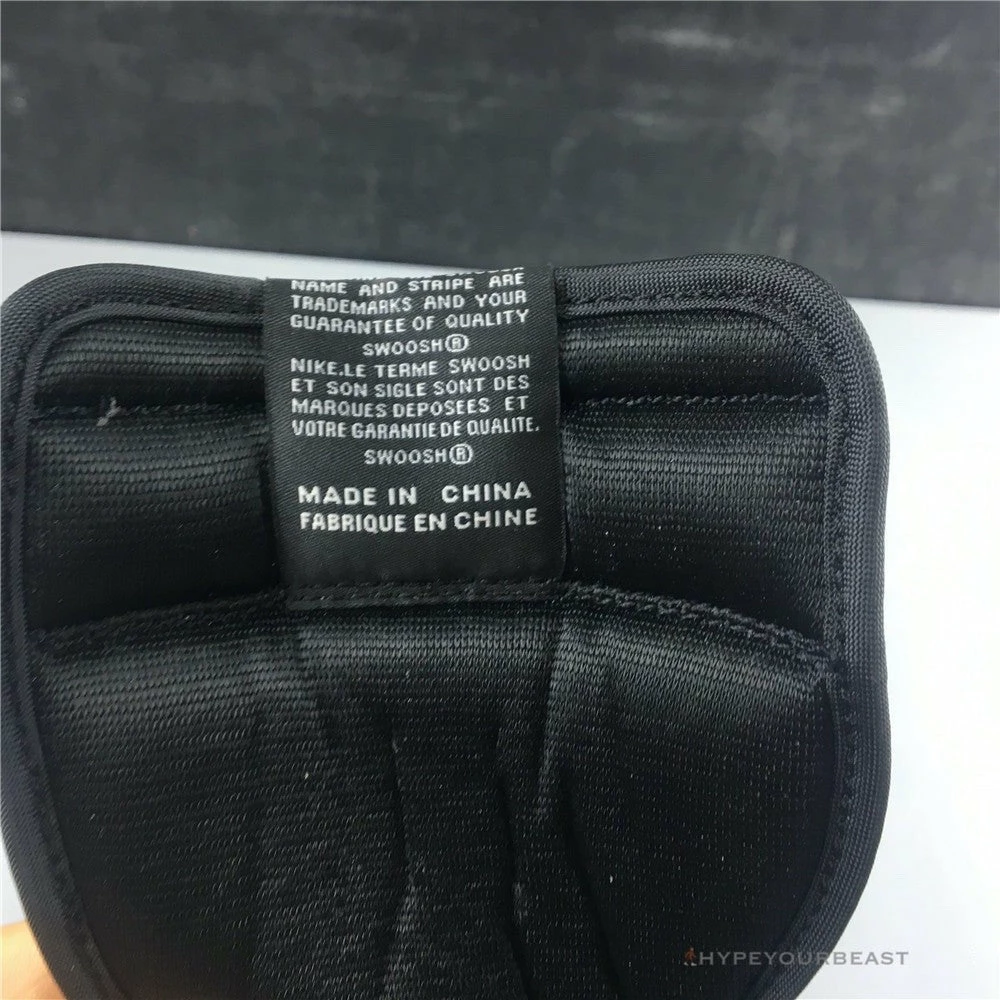 NAME AND STRIPE ARE
TRADEMARKS AND YOUR
GUARANTEE OF QUALITY
SWOOSH®
NIKE.LE TERME SWOOSH
ET SON SIGLE SONT DES
MARQUES DEPOSEES ET
VOTRE GARANTIE DE QUALITE.
SWOOSH®
MADE IN CHINA
FABRIQUE EN CHINE
HYPEYOURBEAST